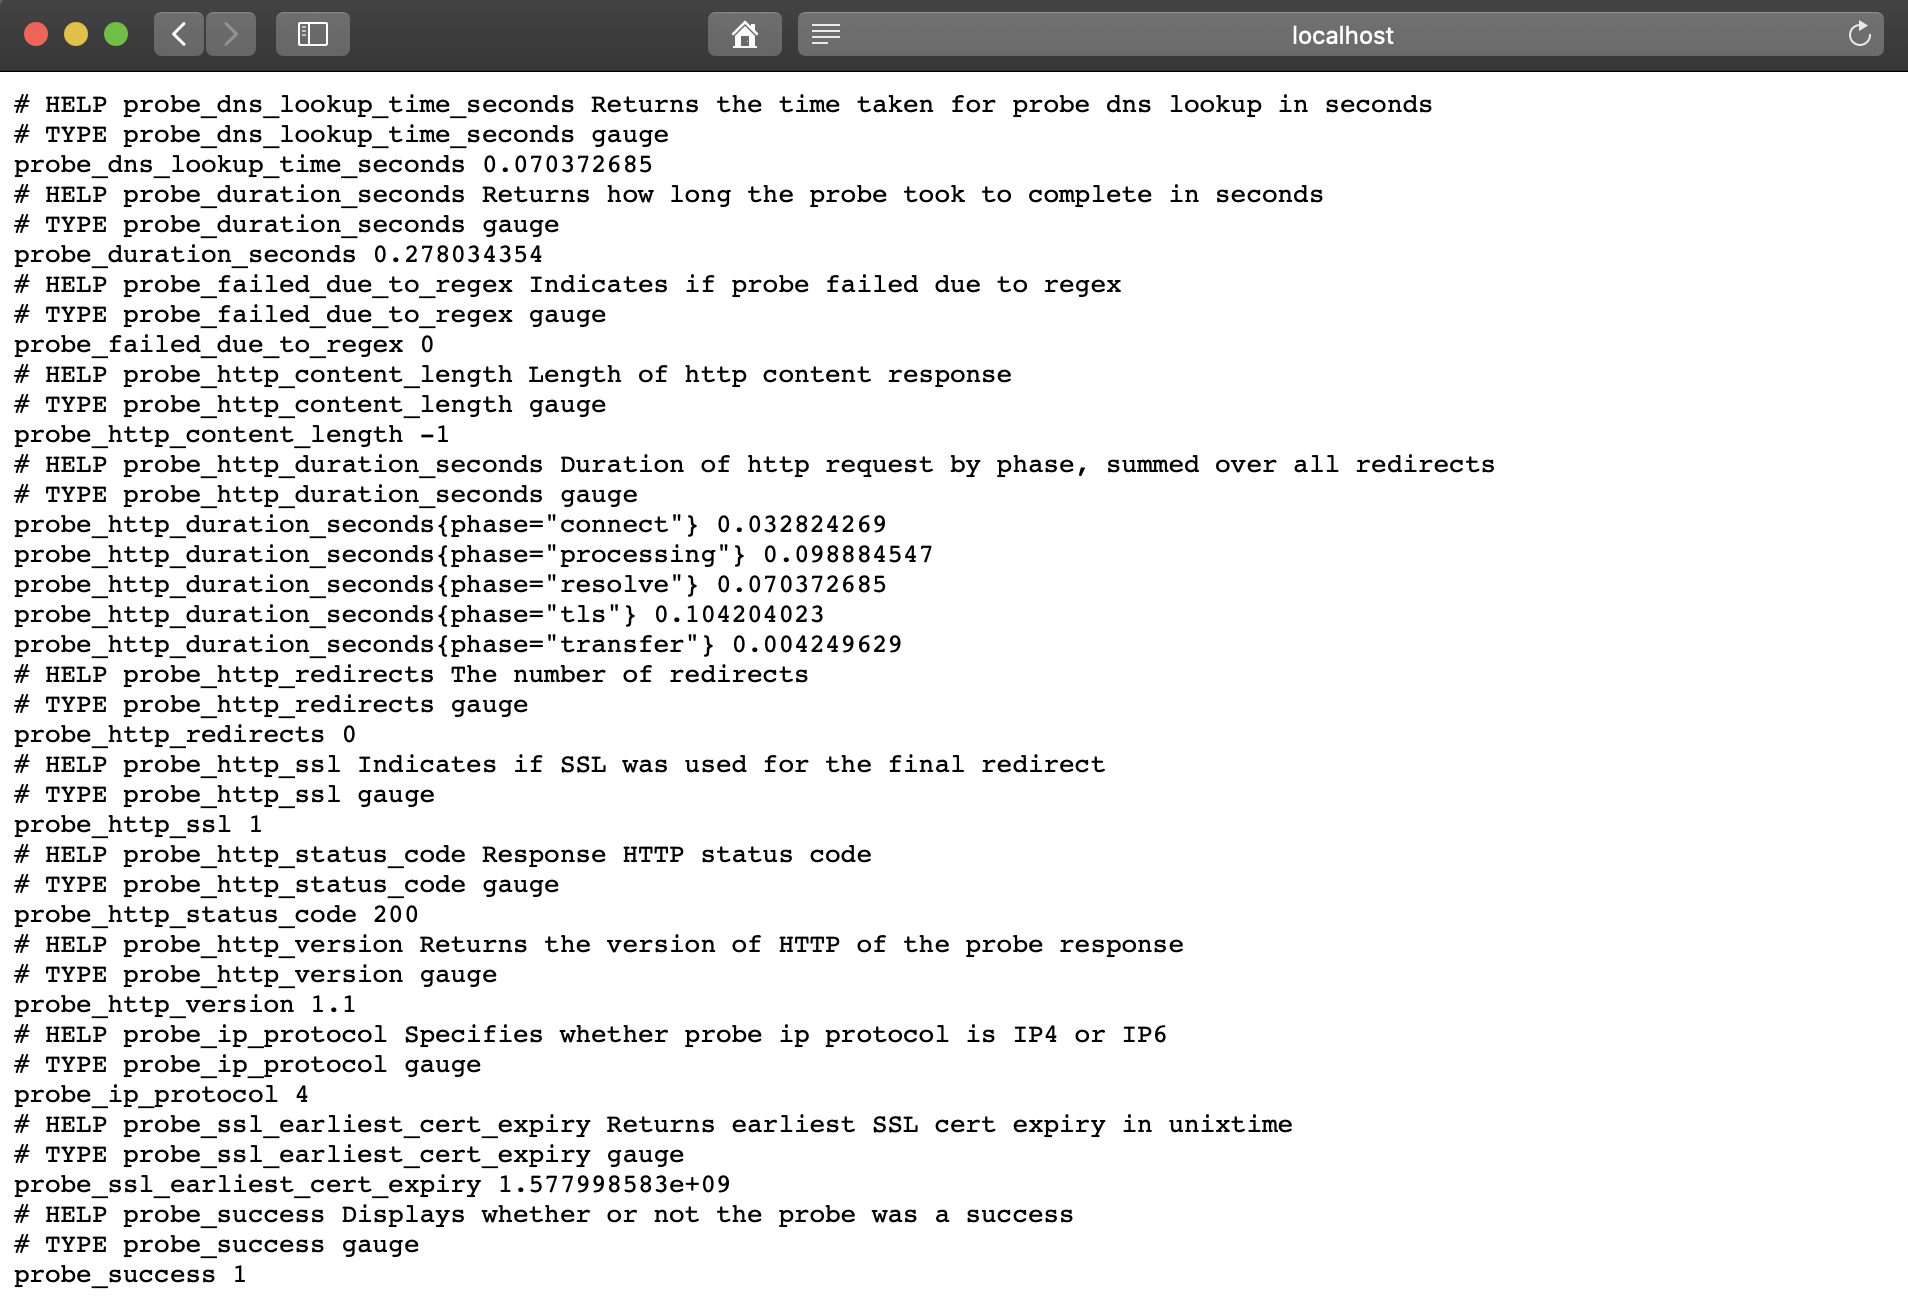 localhost
# HELP probe_dns_lookup_time_seconds Returns the time taken for probe dns lookup in seconds
# TYPE probe_dns_lookup_time_seconds gauge
probe_dns_lookup_time_seconds 0.070372685
# HELP probe_duration_seconds Returns how long the probe took to complete in seconds
# TYPE probe_duration_seconds gauge
probe_duration_seconds 0.278034354
# HELP probe_failed_due_to_regex Indicates if probe failed due to regex
# TYPE probe_failed_due_to_regex gauge
probe_failed_due_to_regex 0
# HELP probe_http_content_length Length of http content response
# TYPE probe_http_content_length gauge
probe_http_content_length -1
# HELP probe_http_duration_seconds Duration of http request by phase, summed over all redirects
# TYPE probe_http_duration_seconds gauge
probe_http_duration_seconds{phase="connect"} 0.032824269
probe_http_duration_seconds{phase="processing"} 0.098884547
probe_http_duration_seconds{phase="resolve"} 0.070372685
probe_http_duration_seconds{phase="tls"} 0.104204023
probe_http_duration_seconds{phase="transfer"} 0.004249629
# HELP probe_http_redirects The number of redirects
# TYPE probe_http_redirects gauge
probe_http_redirects 0
# HELP probe_http_ssl Indicates if SSL was used for the final redirect
# TYPE probe_http_ssl gauge
probe_http_ssl 1
# HELP probe_http_status_code Response HTTP status code
# TYPE probe_http_status_code gauge
probe_http_status_code 200
# HELP probe_http_version Returns the version of HTTP of the probe response
# TYPE probe_http_version gauge
probe_http_version 1.1
# HELP probe_ip_protocol Specifies whether probe ip protocol is IP4 or IP6
# TYPE probe_ip_protocol gauge
probe_ip_protocol 4
# HELP probe_ssl_earliest_cert_expiry Returns earliest SSL cert expiry in unixtime
# TYPE probe_ssl_earliest_cert_expiry gauge
probe_ssl_earliest_cert_expiry 1.577998583e+09
# HELP probe_success Displays whether or not the probe was a success
# TYPE probe_success gauge
probe_success 1